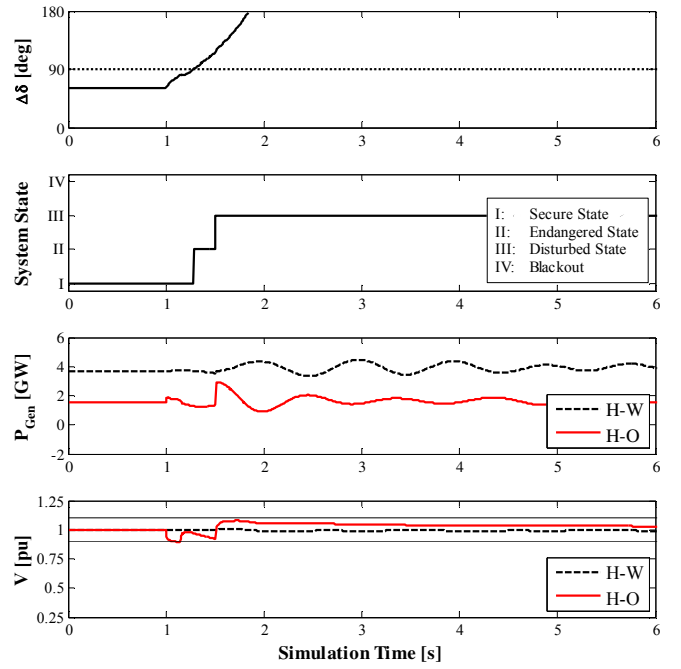 Δδ [deg]
180
90
0
0 1 2 3 4 5 6
System State
IV
III
II
I
I: Secure State
II: Endangered State
III: Disturbed State
IV: Blackout
0 1 2 3 4 5 6
P_Gen [GW]
6
4
2
0
-2
H-W
H-O
0 1 2 3 4 5 6
V [pu]
1.25
1
0.75
0.5
0.25
H-W
H-O
0 1 2 3 4 5 6
Simulation Time [s]